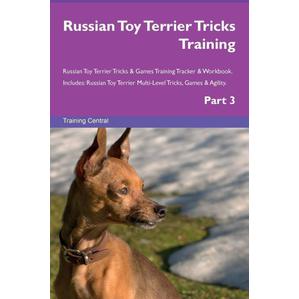 Russian Toy Terrier Tricks
Training
Russian Toy Terrier Tricks & Games Training Tracker & Workbook.
Includes: Russian Toy Terrier Multi-Level Tricks, Games & Agility.
Part 3
Training Central